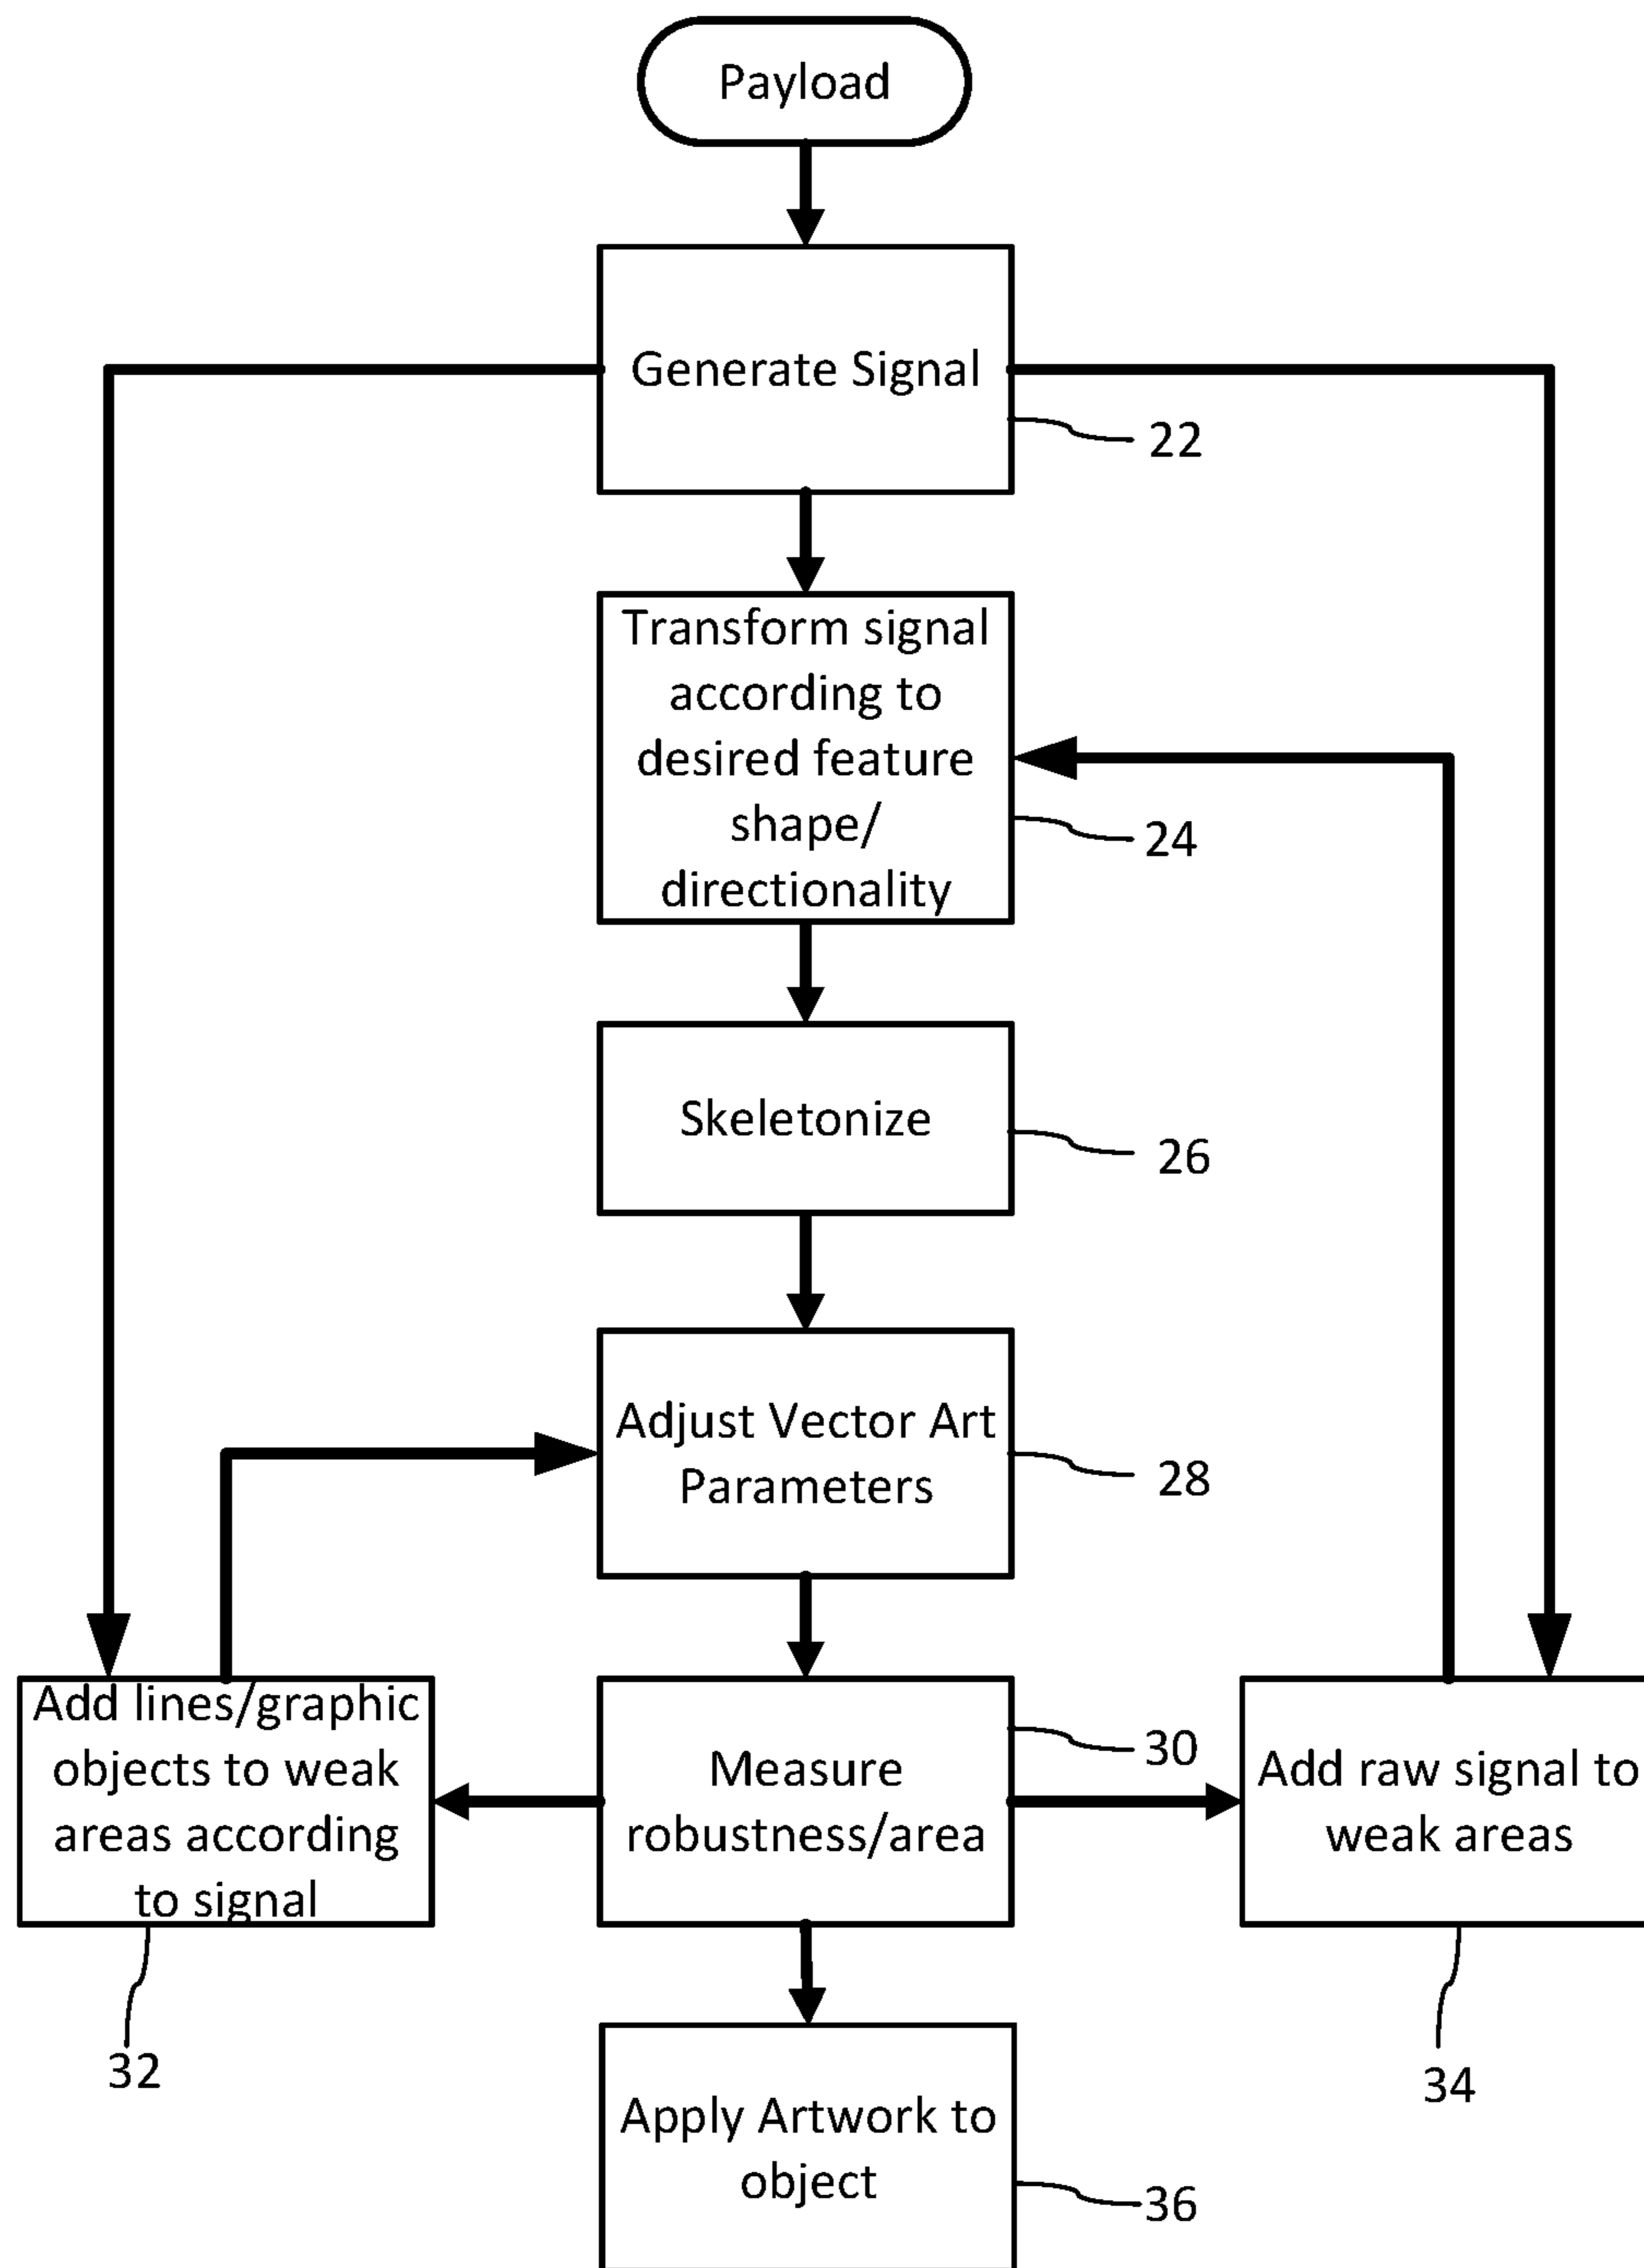 Payload
Generate Signal
22
Transform signal
according to
desired feature
shape/
directionality
24
Skeletonize
26
Adjust Vector Art
Parameters
28
Add lines/graphic
objects to weak
areas according
to signal
32
Measure
robustness/area
30
Add raw signal to
weak areas
34
Apply Artwork to
object
36